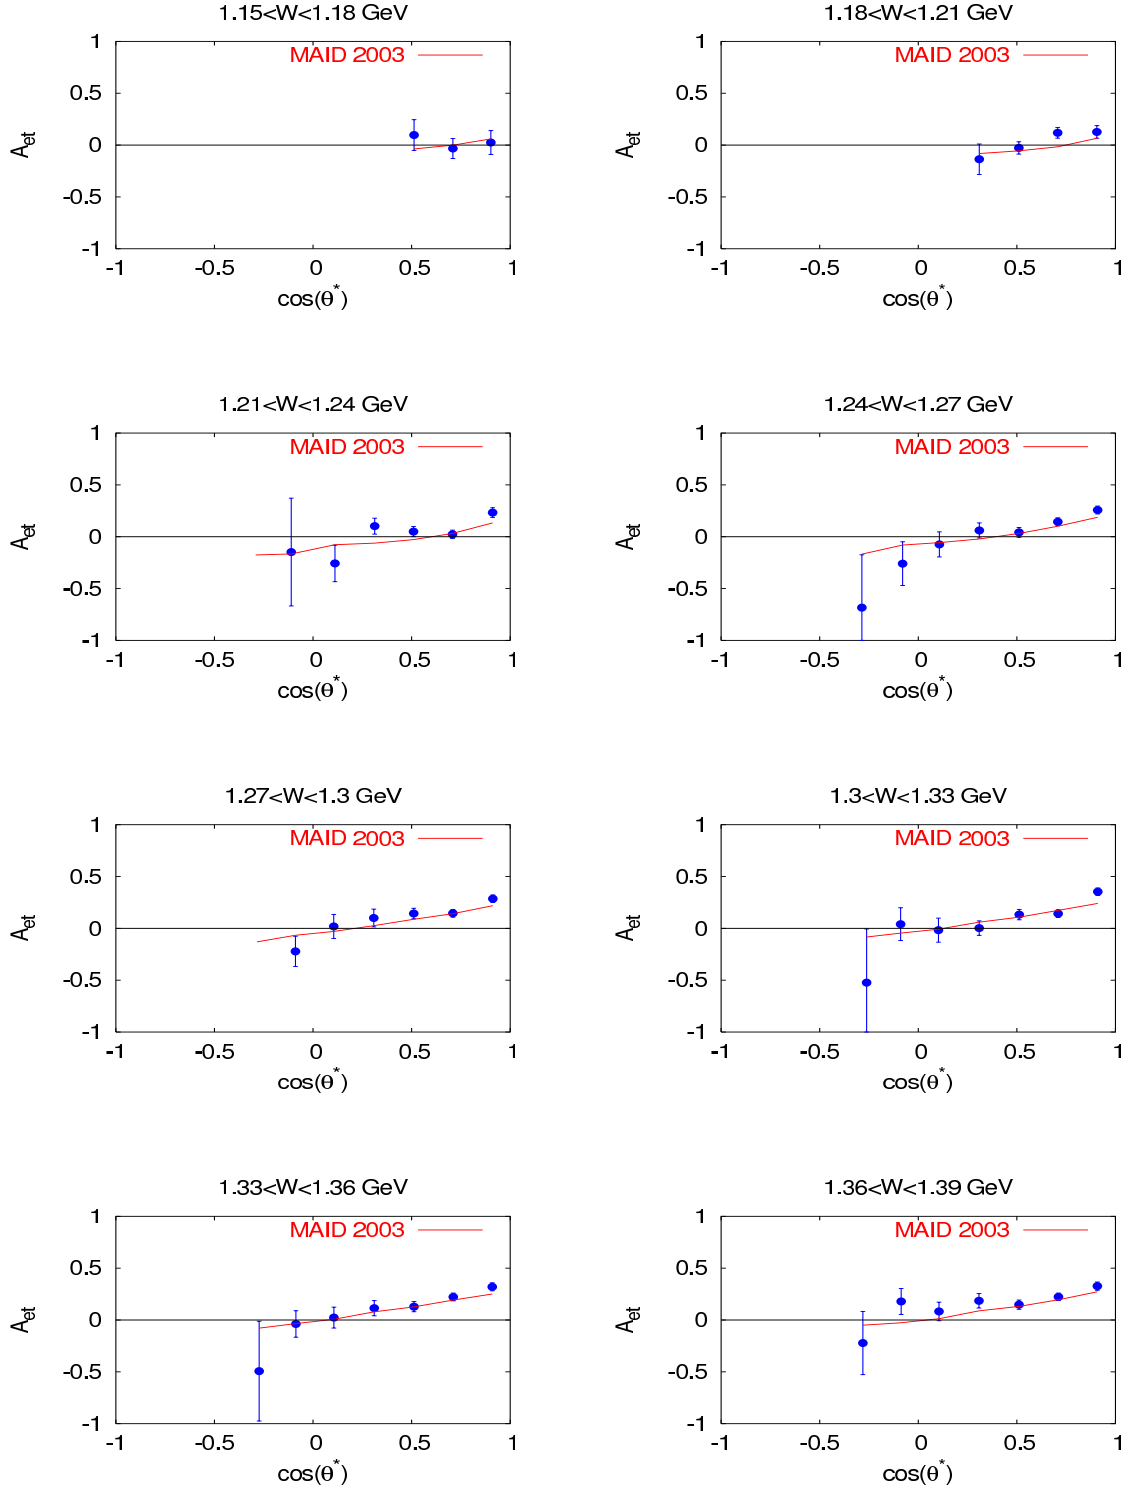 1.15<W<1.18 GeV
MAID 2003
1
0.5
0
-0.5
-1
A_et
-1 -0.5 0 0.5 1
cos(θ*)
1.18<W<1.21 GeV
MAID 2003
1
0.5
0
-0.5
-1
A_et
-1 -0.5 0 0.5 1
cos(θ*)
1.21<W<1.24 GeV
MAID 2003
1
0.5
0
-0.5
-1
A_et
-1 -0.5 0 0.5 1
cos(θ*)
1.24<W<1.27 GeV
MAID 2003
1
0.5
0
-0.5
-1
A_et
-1 -0.5 0 0.5 1
cos(θ*)
1.27<W<1.3 GeV
MAID 2003
1
0.5
0
-0.5
-1
A_et
-1 -0.5 0 0.5 1
cos(θ*)
1.3<W<1.33 GeV
MAID 2003
1
0.5
0
-0.5
-1
A_et
-1 -0.5 0 0.5 1
cos(θ*)
1.33<W<1.36 GeV
MAID 2003
1
0.5
0
-0.5
-1
A_et
-1 -0.5 0 0.5 1
cos(θ*)
1.36<W<1.39 GeV
MAID 2003
1
0.5
0
-0.5
-1
A_et
-1 -0.5 0 0.5 1
cos(θ*)